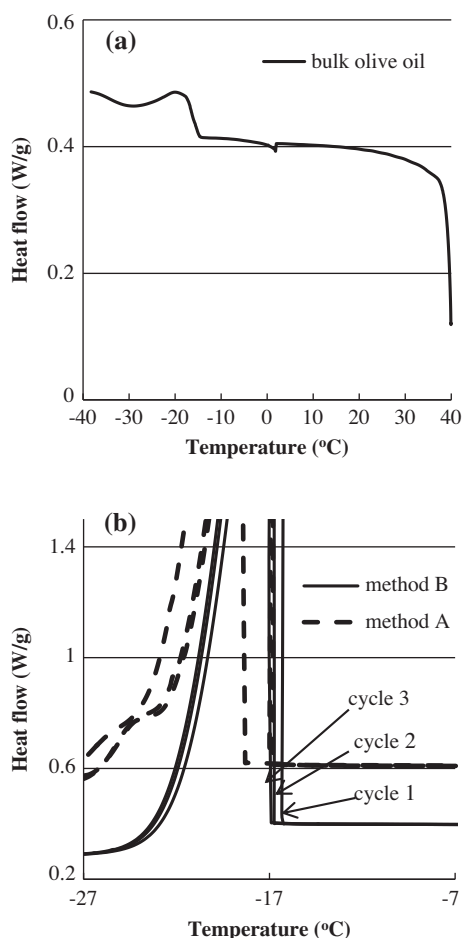 (a)
bulk olive oil
Heat flow (W/g)
0.6
0.4
0.2
0
-40 -30 -20 -10 0 10 20 30 40
Temperature (ºC)
(b)
method B
method A
Heat flow (W/g)
1.4
1
0.6
0.2
cycle 3
cycle 2
cycle 1
-27 -17 -7
Temperature (ºC)